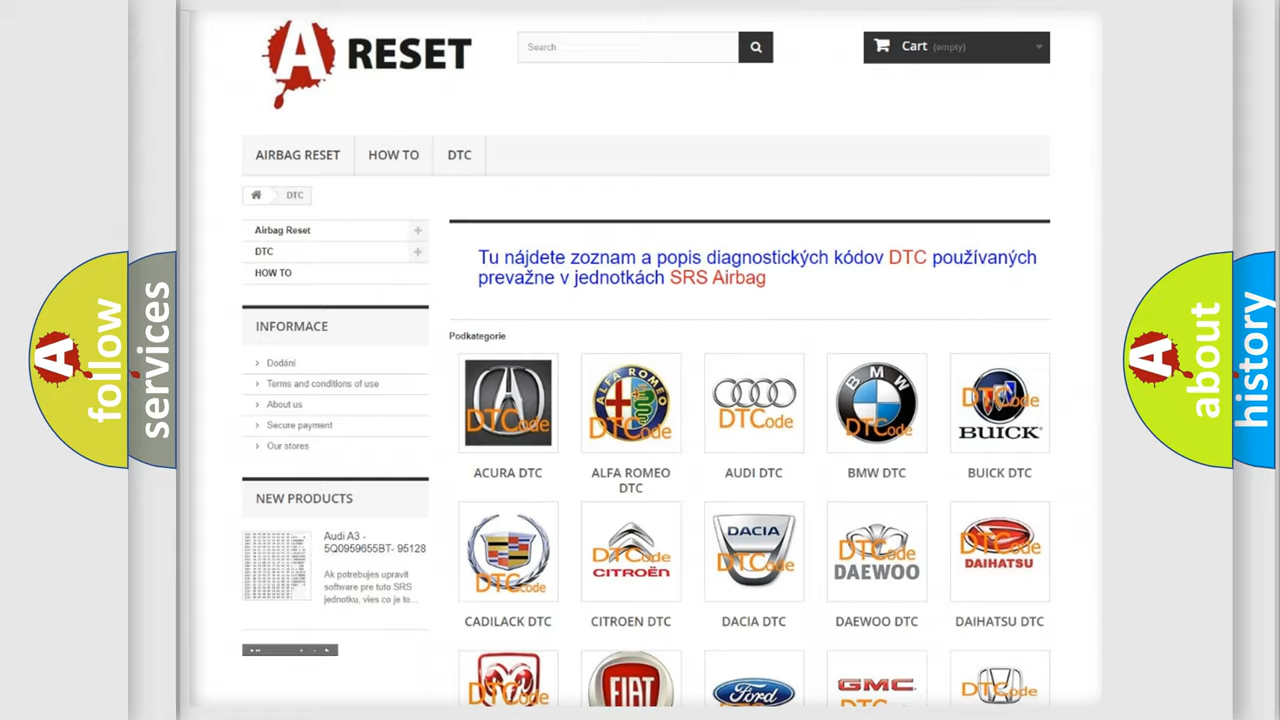 A RESET
Search
Cart (empty)
AIRBAG RESET
HOW TO
DTC
DTC
Airbag Reset
DTC
HOW TO
INFORMACE
Dodání
Terms and conditions of use
About us
Secure payment
Our stores
NEW PRODUCTS
Audi A3 -
5Q0959655BT- 95128
Ak potrebujes upravit
software pre tuto SRS
jednotku, vies co je to...
Tu nájdete zoznam a popis diagnostických kódov DTC používaných
prevažne v jednotkách SRS Airbag
Podkategorie
DTCode
ALFA ROMEO
DTCode
DTCode
BMW
DTCode
DTCode
BUICK
ACURA DTC
ALFA ROMEO
DTC
AUDI DTC
BMW DTC
BUICK DTC
DTCode
DTCode
CITROËN
DACIA
DTCode
DTCode
DAEWOO
DTCode
DAIHATSU
CADILACK DTC
CITROEN DTC
DACIA DTC
DAEWOO DTC
DAIHATSU DTC
DTCode
FIAT
Ford
GMC
DTCode
A follow
services
A about
history